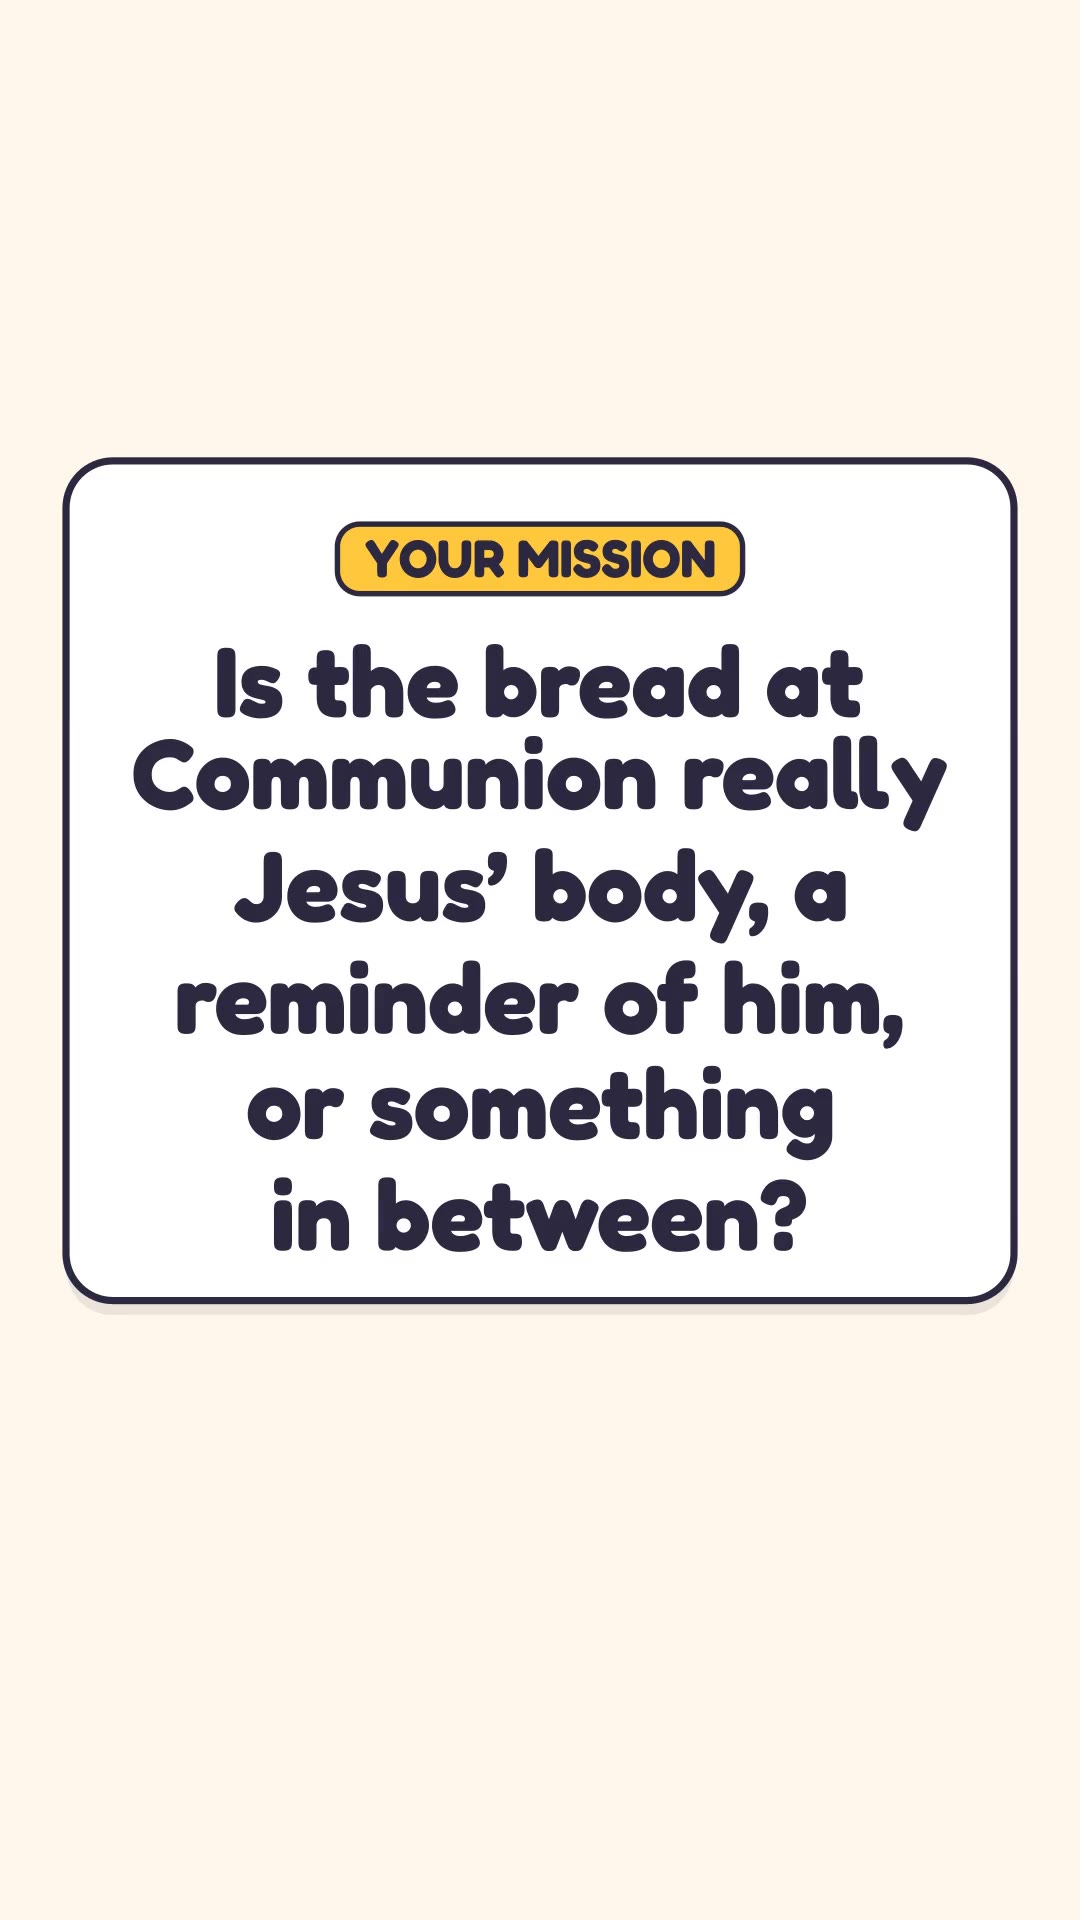 YOUR MISSION
Is the bread at
Communion really
Jesus’ body, a
reminder of him,
or something
in between?